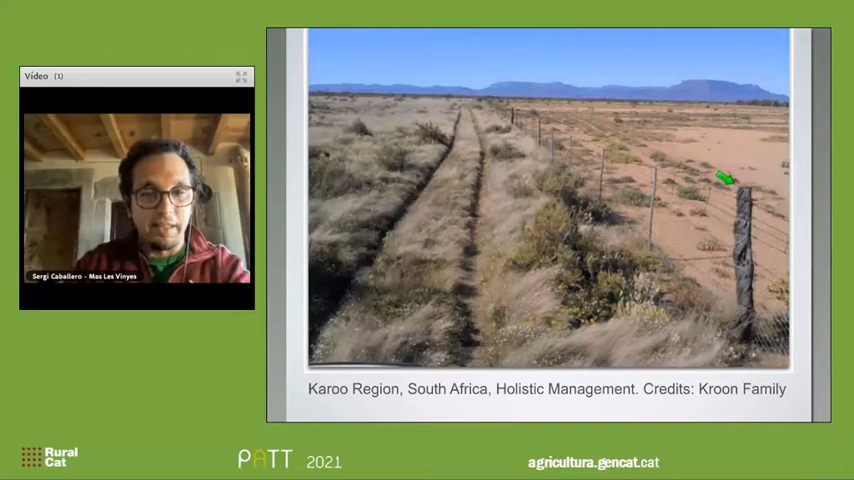 Vídeo (1)
Sergi Caballero - Mas Les Vinyes
Karoo Region, South Africa, Holistic Management. Credits: Kroon Family
Rural
Cat
PATT 2021
agricultura.gencat.cat